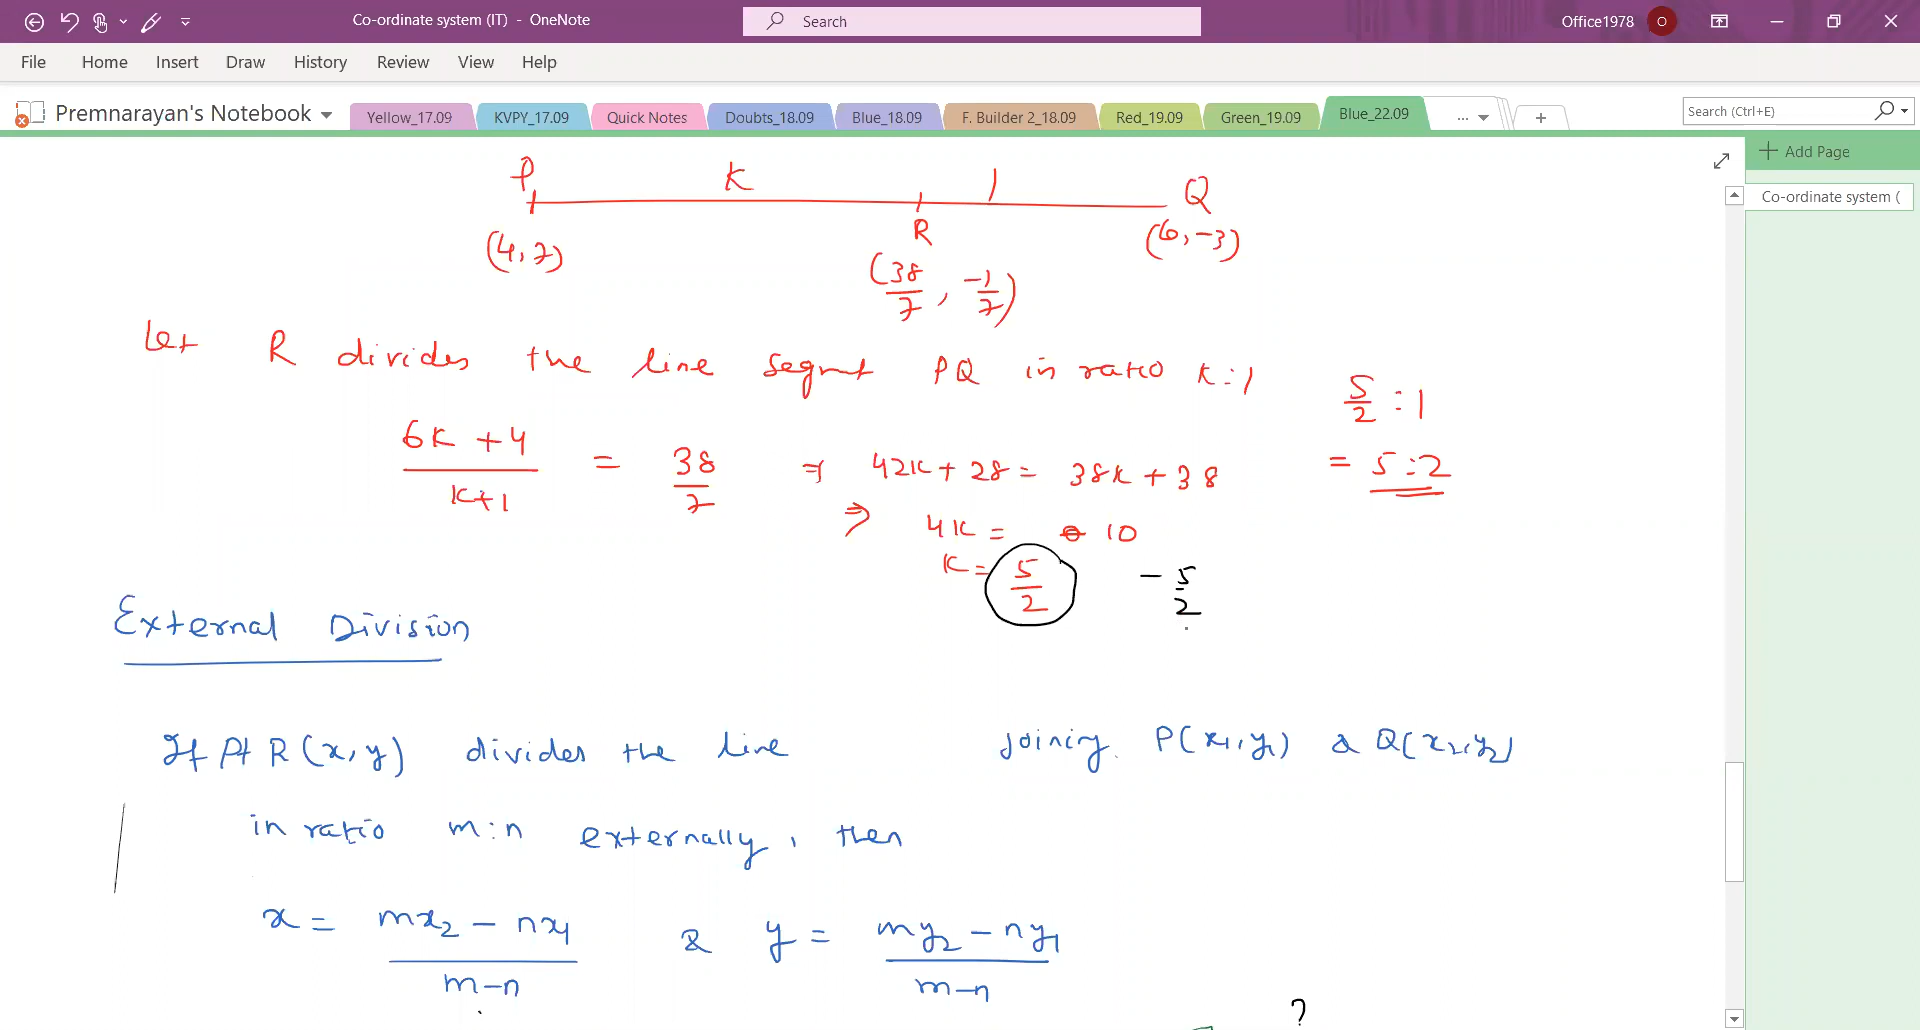 Co-ordinate system (IT) - OneNote
Search
Office1978
O
File Home Insert Draw History Review View Help
Premnarayan's Notebook
Yellow_17.09
KVPY_17.09
Quick Notes
Doubts_18.09
Blue_18.09
F. Builder 2_18.09
Red_19.09
Green_19.09
Blue_22.09
...
Search (Ctrl+E)
Add Page
Co-ordinate system (
P K 1 Q
R
(4, 7) (6, -3)
(38/7, -1/7)
Let R divides the line segmnt PQ in ratio K:1
5/2 : 1
6K + 4 / K+1 = 38/7 ⇒ 42K + 28 = 38K + 38
= 5:2
⇒ 4K = 10
K = 5/2 - 5/2
External Division
If Pt R(x, y) divides the line joining P(x1, y1) & Q(x2, y2)
in ratio m:n externally, then
x = mx2 - nx1 / m-n & y = my2 - ny1 / m-n
?